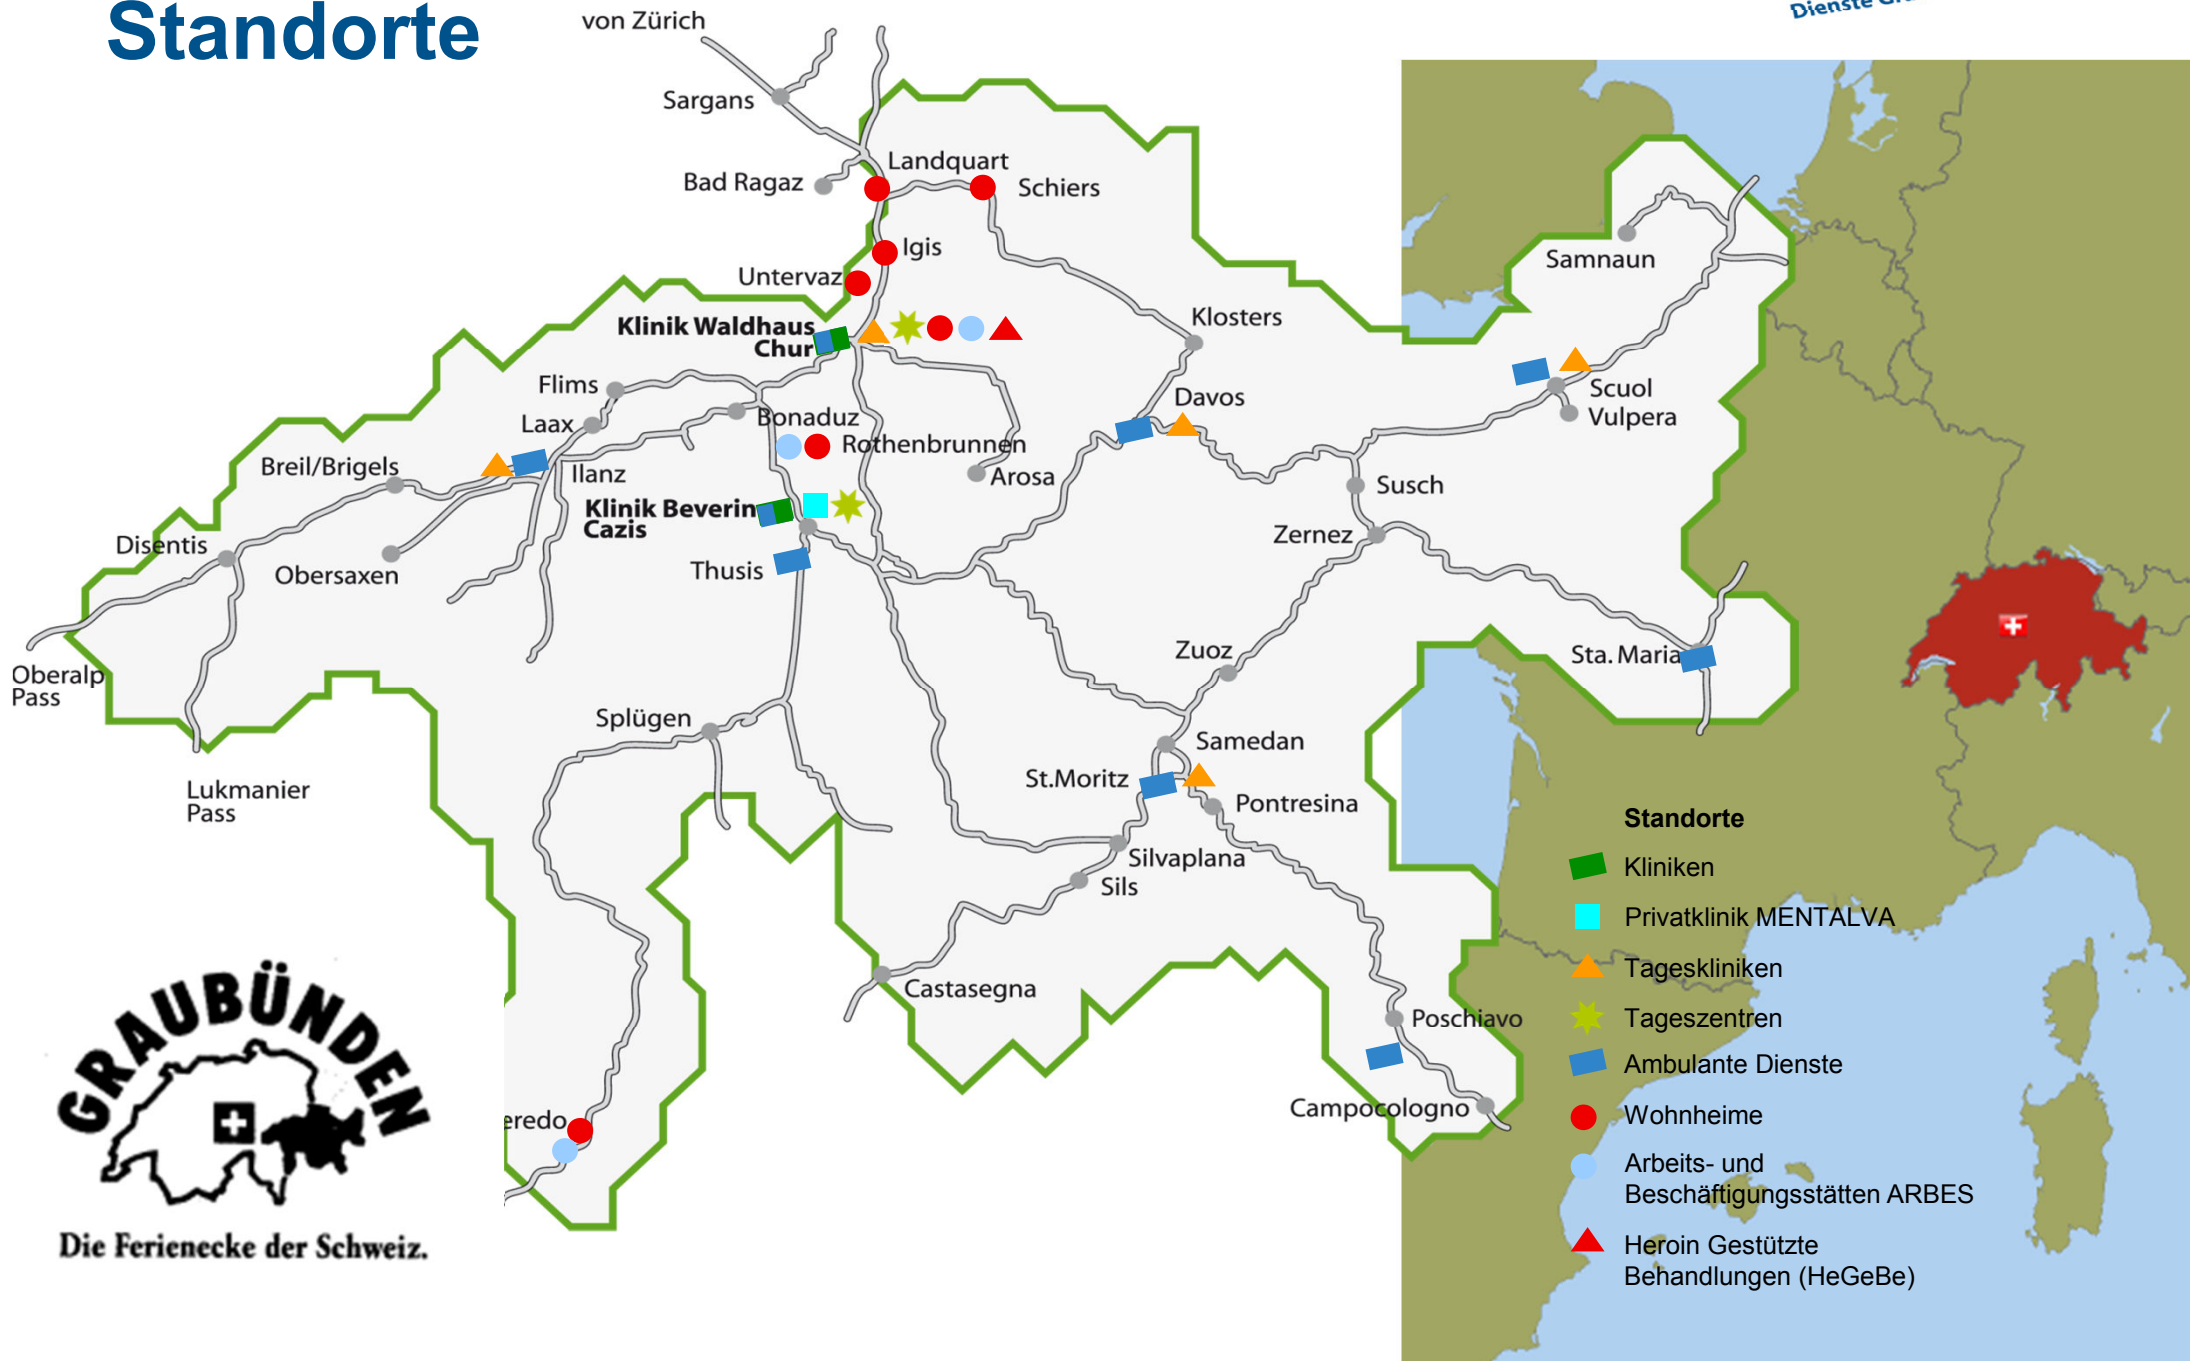 Standorte
von Zürich
Sargans
Bad Ragaz
Landquart
Schiers
Igis
Untervaz
Klinik Waldhaus
Chur
Flims
Laax
Bonaduz
Rothenbrunnen
Breil/Brigels
Ilanz
Arosa
Klinik Beverin
Cazis
Disentis
Obersaxen
Thusis
Oberalp
Pass
Lukmanier
Pass
Splügen
Klosters
Davos
Samnaun
Scuol
Vulpera
Susch
Zernez
Zuoz
Sta. Maria
Samedan
St.Moritz
Pontresina
Silvaplana
Sils
Castasegna
Poschiavo
Campocologno
eredo
GRAUBÜNDEN
Die Ferienecke der Schweiz.
Standorte
Kliniken
Privatklinik MENTALVA
Tageskliniken
Tageszentren
Ambulante Dienste
Wohnheime
Arbeits- und
Beschäftigungsstätten ARBES
Heroin Gestützte
Behandlungen (HeGeBe)
Dienste